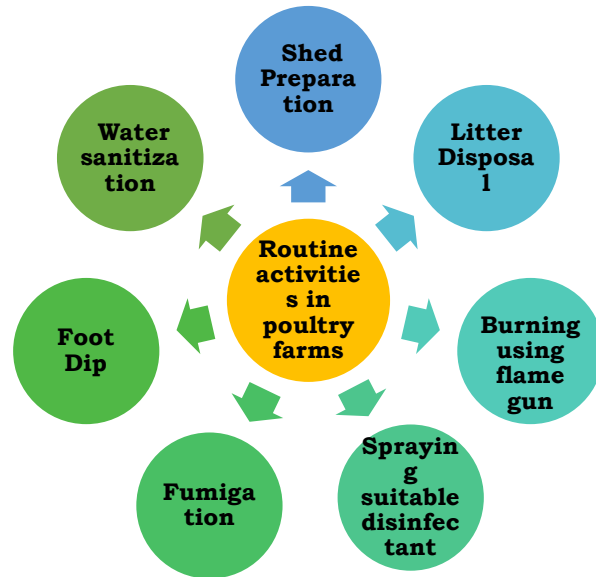 Shed
Prepara
tion
Litter
Disposa
l
Burning
using
flame
gun
Sprayin
g
suitable
disinfec
tant
Fumiga
tion
Foot
Dip
Water
sanitiza
tion
Routine
activitie
s in
poultry
farms